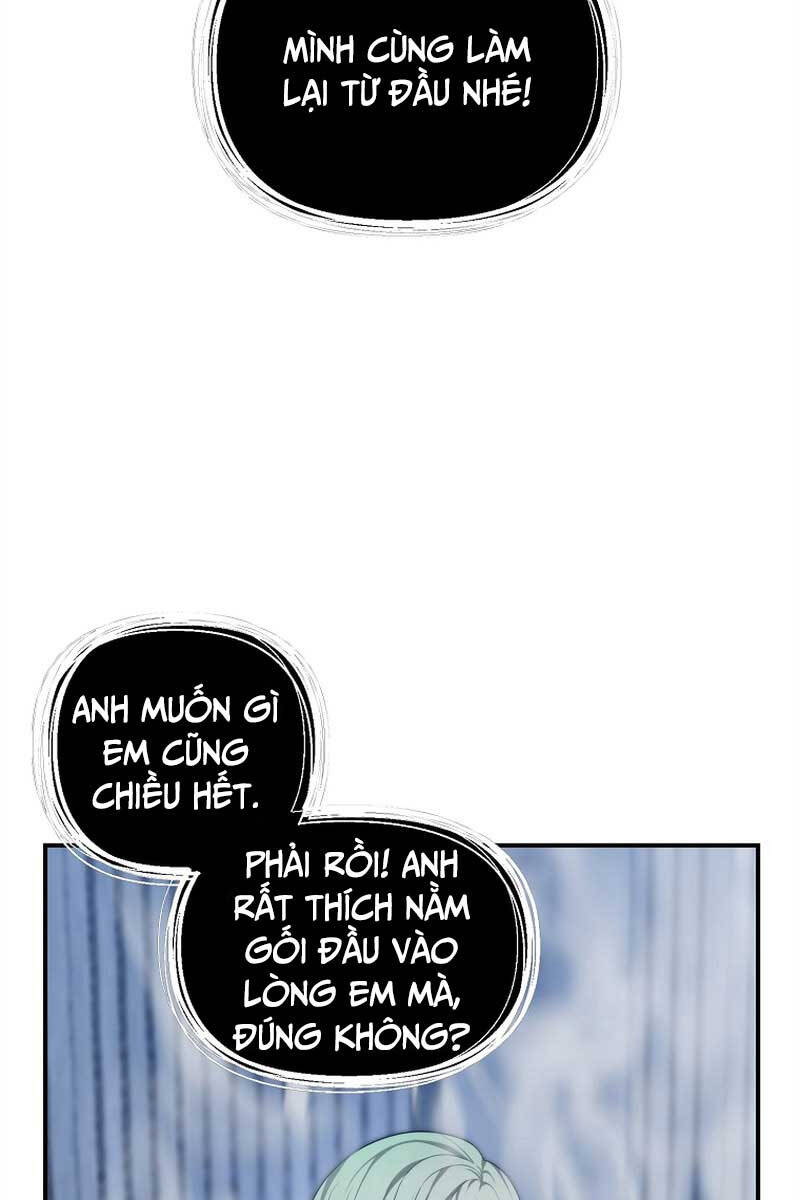 MÌNH CÙNG LÀM
LẠI TỪ ĐẦU NHÉ!
ANH MUỐN GÌ
EM CŨNG
CHIỀU HẾT.
PHẢI RỒI! ANH
RẤT THÍCH NẰM
GỐI ĐẦU VÀO
LÒNG EM MÀ,
ĐÚNG KHÔNG?